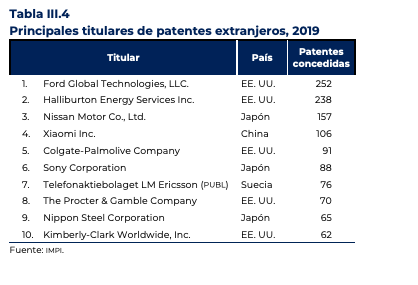 Tabla III.4
Principales titulares de patentes extranjeros, 2019
Titular País Patentes concedidas
1. Ford Global Technologies, LLC. EE. UU. 252
2. Halliburton Energy Services Inc. EE. UU. 238
3. Nissan Motor Co., Ltd. Japón 157
4. Xiaomi Inc. China 106
5. Colgate-Palmolive Company EE. UU. 91
6. Sony Corporation Japón 88
7. Telefonaktiebolaget LM Ericsson (PUBL) Suecia 76
8. The Procter & Gamble Company EE. UU. 70
9. Nippon Steel Corporation Japón 65
10. Kimberly-Clark Worldwide, Inc. EE. UU. 62
Fuente: IMPI.